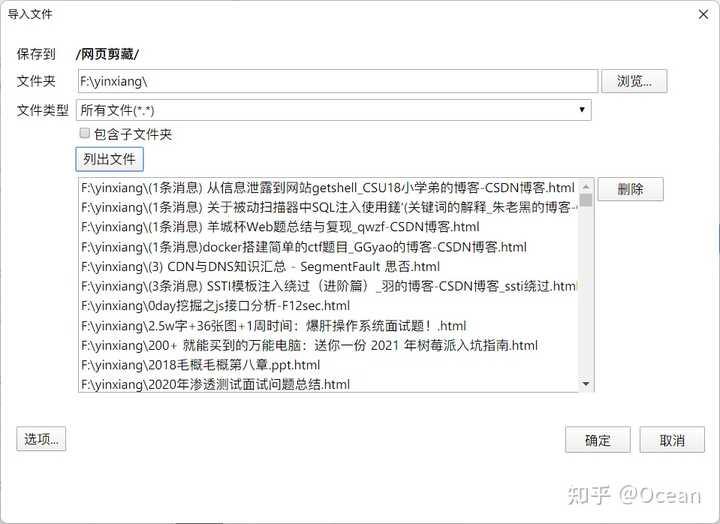 导入文件
保存到 /网页剪藏/
文件夹 F:\yinxiang\ 浏览...
文件类型 所有文件(*.*)
包含子文件夹
列出文件
F:\yinxiang\(1条消息) 从信息泄露到网站getshell_CSU18小学弟的博客-CSDN博客.html 删除
F:\yinxiang\(1条消息) 关于被动扫描器中SQL注入使用鎈'(关键词的解释_朱老黑的博客-
F:\yinxiang\(1条消息) 羊城杯Web题总结与复现_qwzf-CSDN博客.html
F:\yinxiang\(1条消息)docker搭建简单的ctf题目_GGyao的博客-CSDN博客.html
F:\yinxiang\(3) CDN与DNS知识汇总 - SegmentFault 思否.html
F:\yinxiang\(3条消息) SSTI模板注入绕过（进阶篇）_羽的博客-CSDN博客_ssti绕过.html
F:\yinxiang\0day挖掘之js接口分析-F12sec.html
F:\yinxiang\2.5w字+36张图+1周时间：爆肝操作系统面试题！.html
F:\yinxiang\200+ 就能买到的万能电脑：送你一份 2021 年树莓派入坑指南.html
F:\yinxiang\2018毛概毛概第八章.ppt.html
F:\yinxiang\2020年渗透测试面试问题总结.html
选项... 确定 取消
知乎 @Ocean